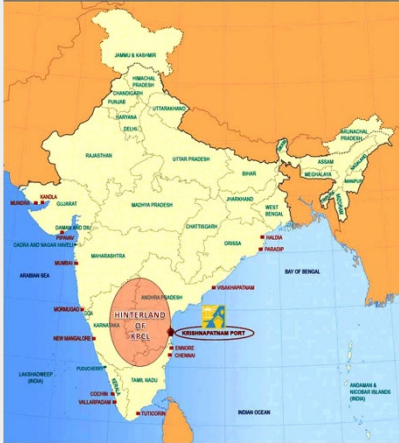 JAMMU & KASHMIR
HIMACHAL
PRADESH
CHANDIGARH
PUNJAB
UTTARAKHAND
HARYANA
DELHI
ARUNACHAL
PRADESH
RAJASTHAN
UTTAR PRADESH
ASSAM
NAGALAND
BIHAR
MEGHALAYA
MANIPUR
KANDLA
MUNDRA
GUJARAT
MADHYA PRADESH
JHARKHAND
WEST
BENGAL
DAMAN AND DIU
PIPAVAV
CHATTISGARH
DADRA AND NAGAR HAVELI
ORISSA
HALDIA
PARADIP
MAHARASHTRA
MUMBAI
ARABIAN SEA
BAY OF BENGAL
VISAKHAPATNAM
ANDHRA PRADESH
MORMUGAO
GOA
HINTERLAND
OF
KPCL
KARNATAKA
KRISHNAPATNAM PORT
NEW MANGALORE
ENNORE
CHENNAI
PUDUCHERRY
LAKSHADWEEP
(INDIA)
TAMIL NADU
KERALA
ANDAMAN &
NICOBAR ISLANDS
(INDIA)
COCHIN
VALLARPADAM
TUTICORIN
INDIAN OCEAN